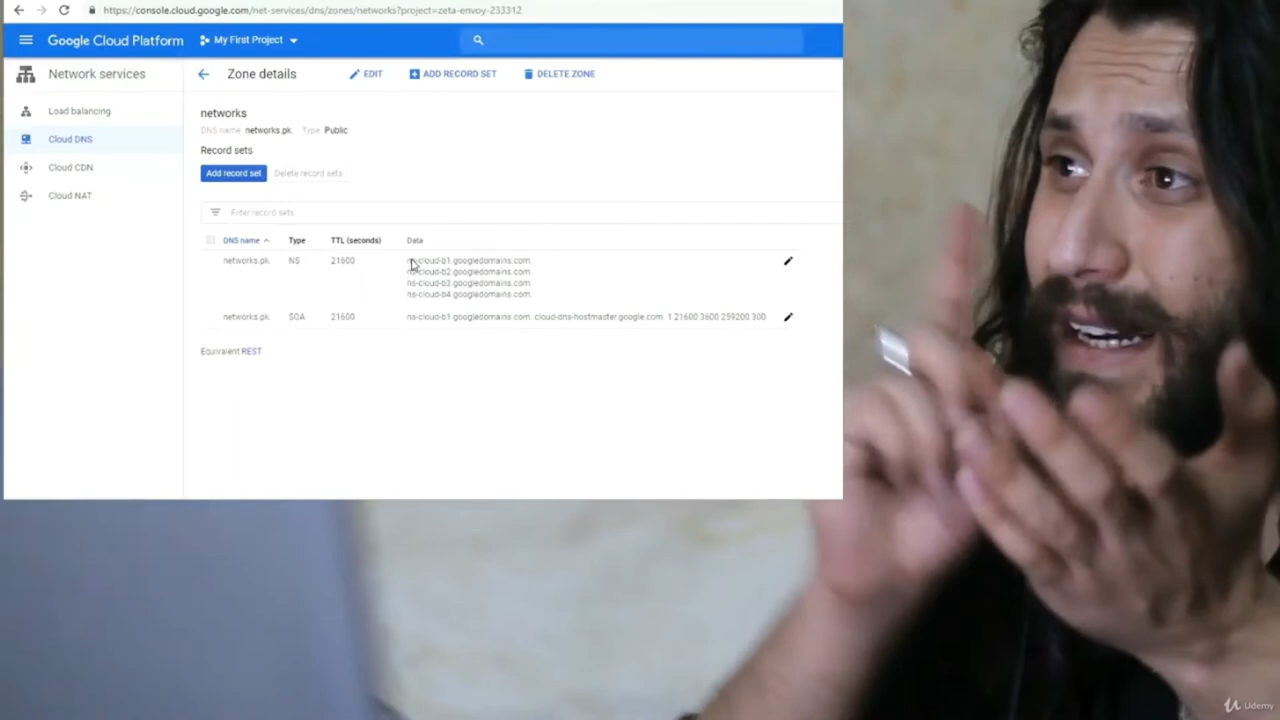 https://console.cloud.google.com/net-services/dns/zones/networks?project=zeta-envoy-233312
Google Cloud Platform
My First Project
Network services
Zone details
EDIT
ADD RECORD SET
DELETE ZONE
Load balancing
Cloud DNS
Cloud CDN
Cloud NAT
networks
DNS name networks.pk. Type Public
Record sets
Add record set
Delete record sets
Filter record sets
DNS name Type TTL (seconds) Data
networks.pk. NS 21600 ns-cloud-b1.googledomains.com.
ns-cloud-b2.googledomains.com.
ns-cloud-b3.googledomains.com.
ns-cloud-b4.googledomains.com.
networks.pk. SOA 21600 ns-cloud-b1.googledomains.com. cloud-dns-hostmaster.google.com. 1 21600 3600 259200 300
Equivalent REST
Udemy